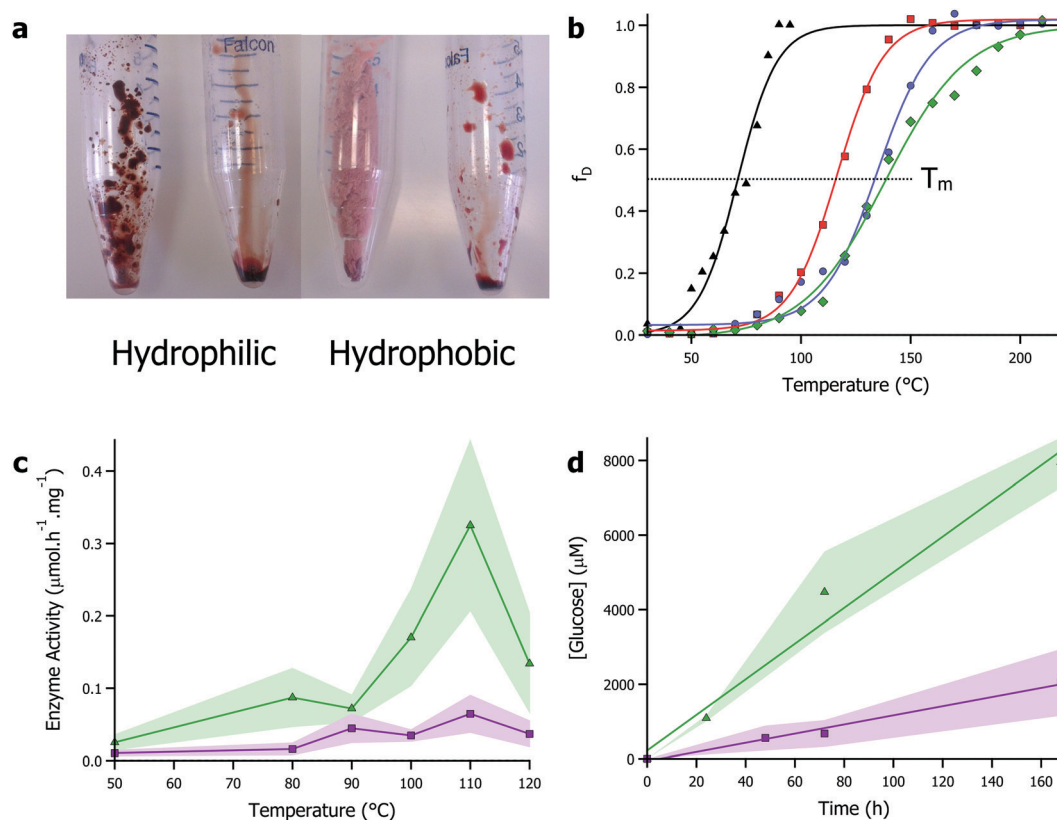 a
Falcon
Hydrophilic
Hydrophobic
b
1.0
0.8
0.6
0.4
0.2
0.0
f_D
T_m
50
100
150
200
Temperature (°C)
c
0.4
0.3
0.2
0.1
0.0
Enzyme Activity (μmol.h⁻¹.mg⁻¹)
50
60
70
80
90
100
110
120
Temperature (°C)
d
8000
6000
4000
2000
0
[Glucose] (μM)
0
20
40
60
80
100
120
140
160
Time (h)